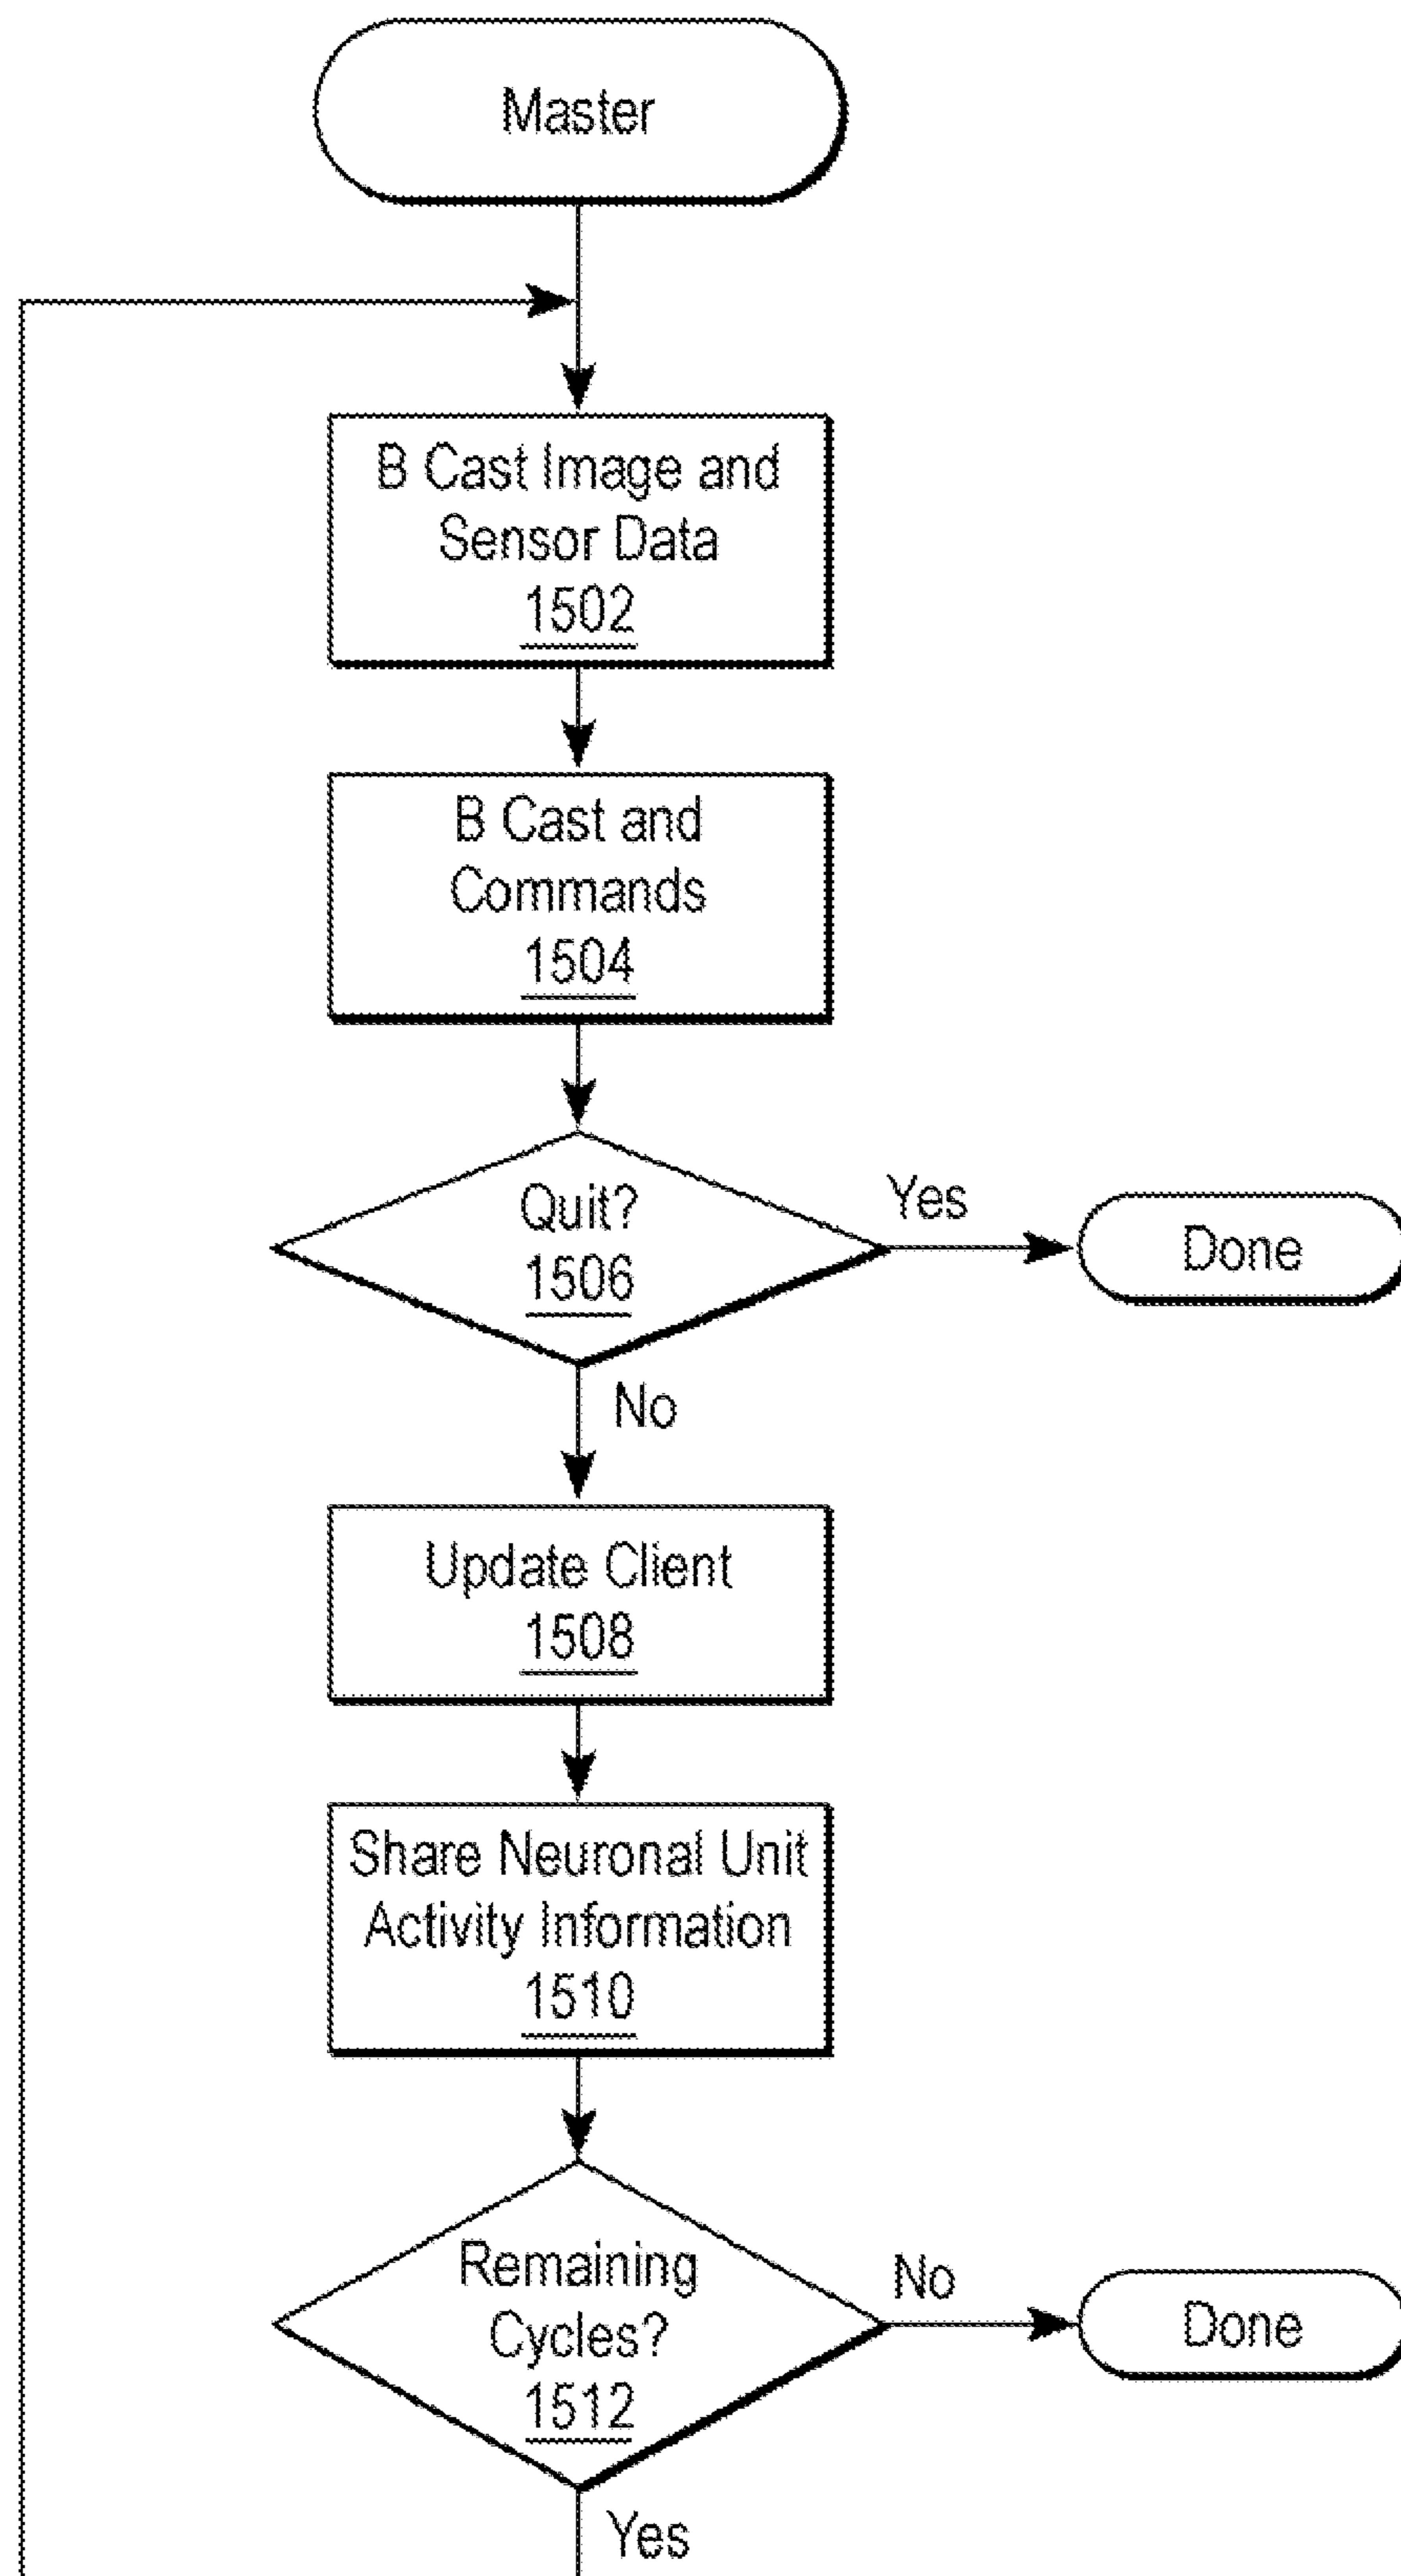 Master
B Cast Image and
Sensor Data
1502
B Cast and
Commands
1504
Quit?
1506
Yes
Done
No
Update Client
1508
Share Neuronal Unit
Activity Information
1510
Remaining
Cycles?
1512
No
Done
Yes